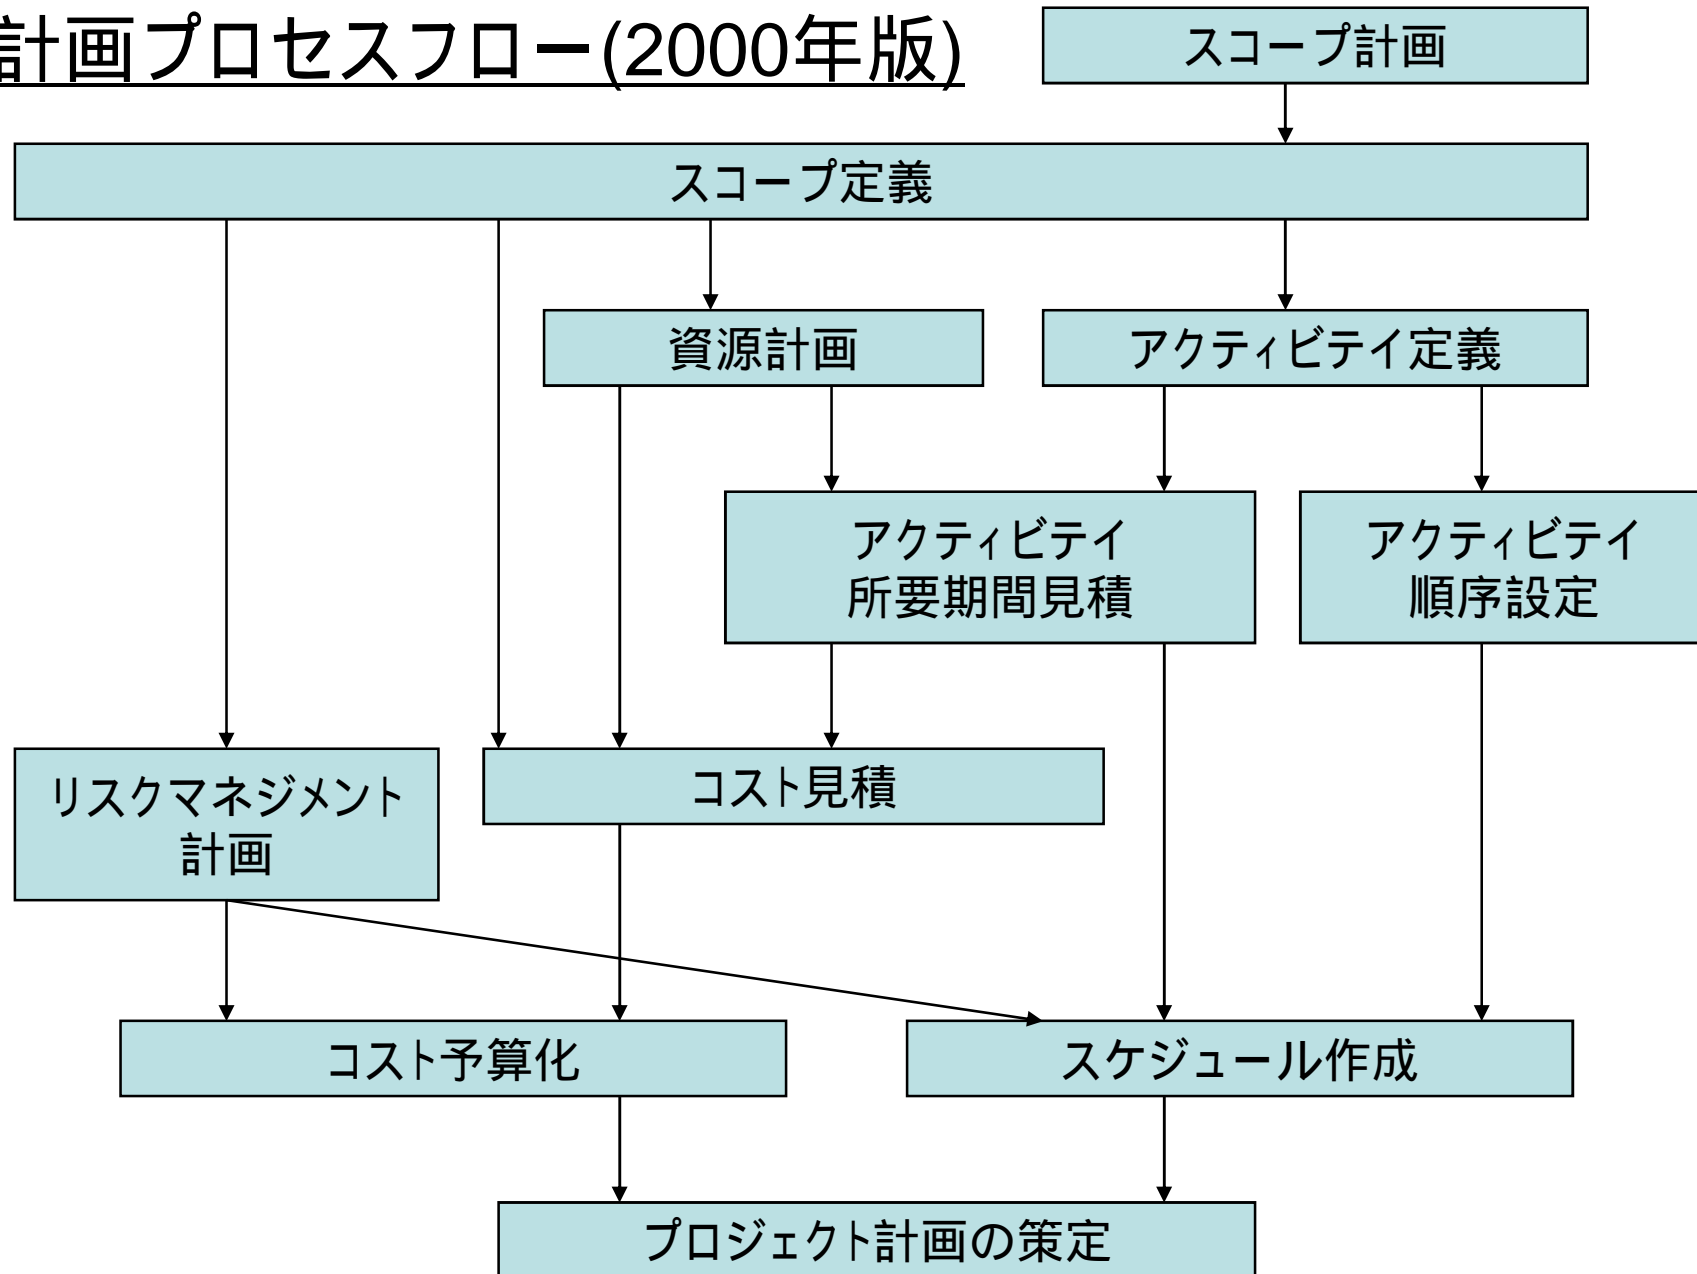 計画プロセスフロー(2000年版)
スコープ計画
スコープ定義
資源計画
アクティビテイ定義
アクティビテイ
所要期間見積
アクティビテイ
順序設定
リスクマネジメント
計画
コスト見積
コスト予算化
スケジュール作成
プロジェクト計画の策定